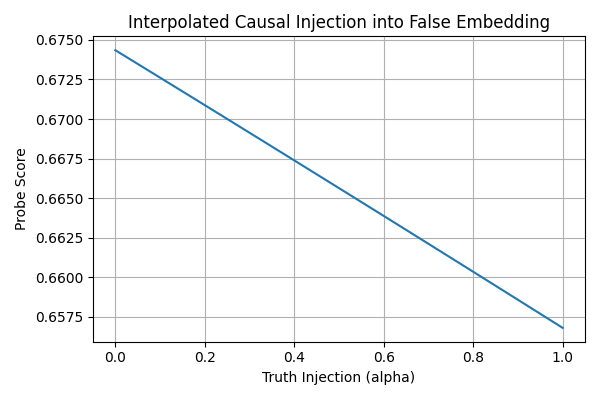 Interpolated Causal Injection into False Embedding
0.6750
0.6725
0.6700
0.6675
0.6650
0.6625
0.6600
0.6575
Probe Score
0.0 0.2 0.4 0.6 0.8 1.0
Truth Injection (alpha)